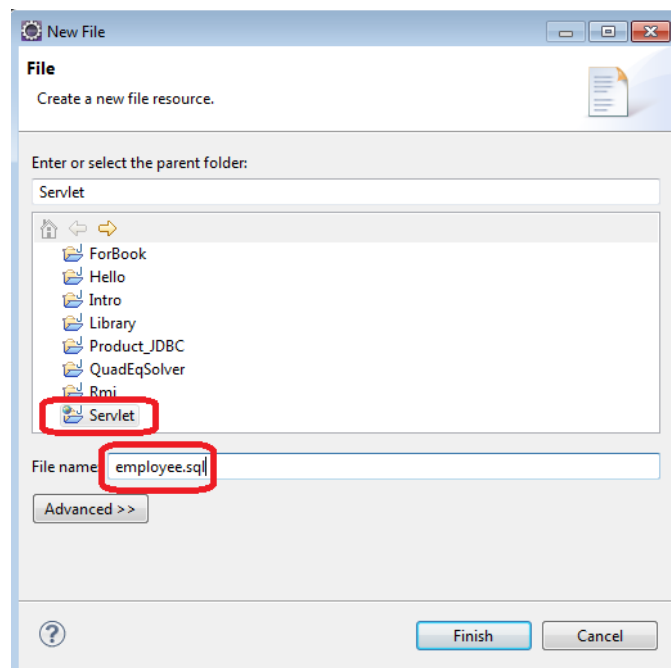 New File
File
Create a new file resource.
Enter or select the parent folder:
Servlet
ForBook
Hello
Intro
Library
Product_JDBC
QuadEqSolver
Rmi
Servlet
File name: employee.sql
Advanced >>
?
Finish Cancel